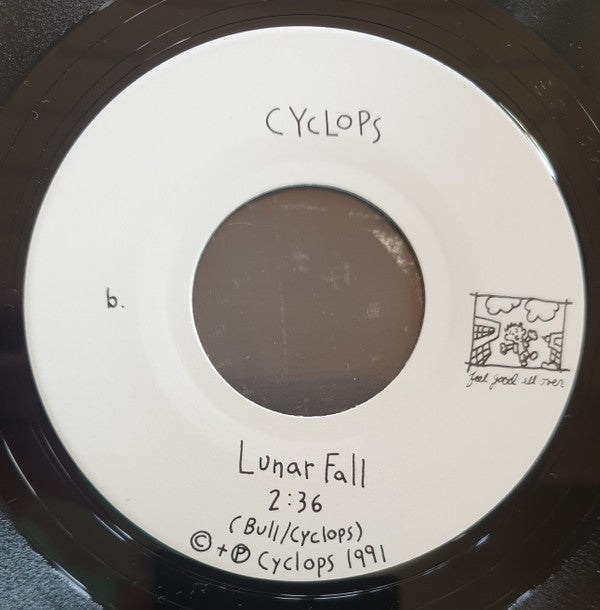 CYCLOPS
b.
feel good all over
Lunar Fall
2:36
(Bull/Cyclops)
©+℗ Cyclops 1991